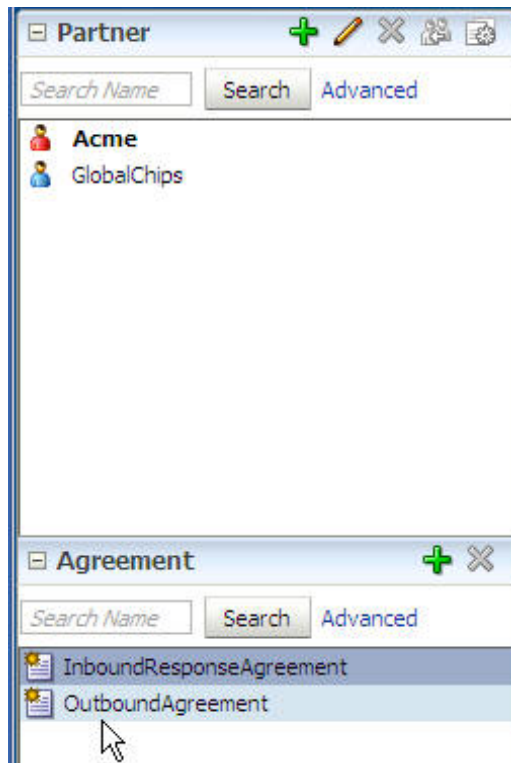 Partner
Search Name Search Advanced
Acme
GlobalChips
Agreement
Search Name Search Advanced
InboundResponseAgreement
OutboundAgreement